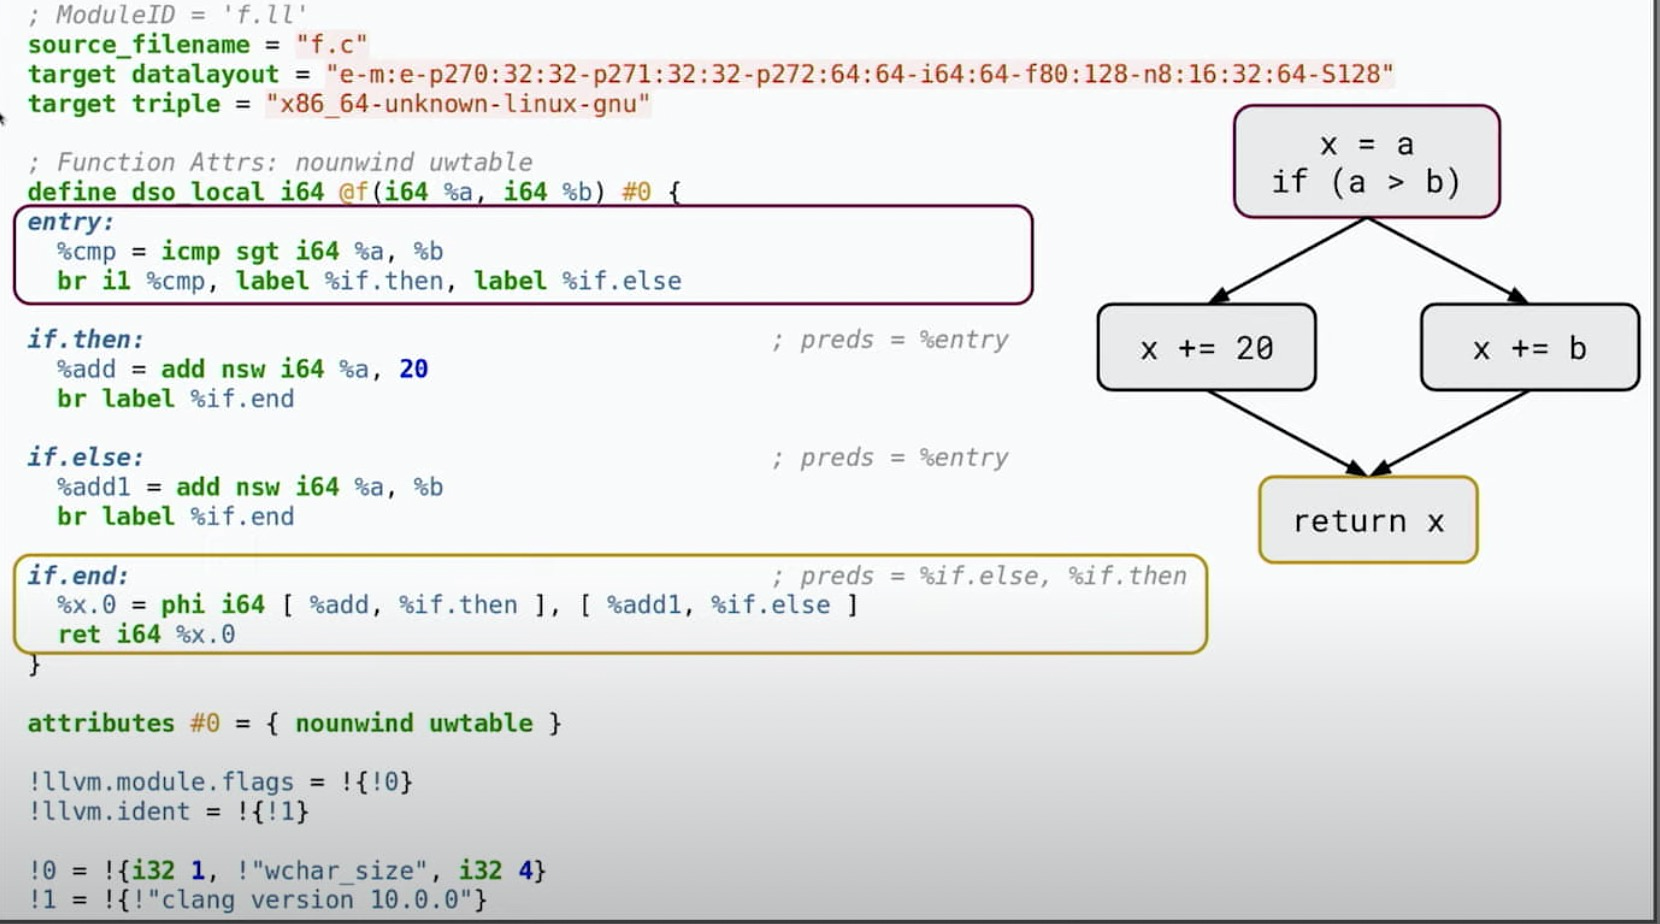 ; ModuleID = 'f.ll'
source_filename = "f.c"
target datalayout = "e-m:e-p270:32:32-p271:32:32-p272:64:64-i64:64-f80:128-n8:16:32:64-S128"
target triple = "x86_64-unknown-linux-gnu"
; Function Attrs: nounwind uwtable
define dso_local i64 @f(i64 %a, i64 %b) #0 {
entry:
%cmp = icmp sgt i64 %a, %b
br i1 %cmp, label %if.then, label %if.else
if.then: ; preds = %entry
%add = add nsw i64 %a, 20
br label %if.end
if.else: ; preds = %entry
%add1 = add nsw i64 %a, %b
br label %if.end
if.end: ; preds = %if.else, %if.then
%x.0 = phi i64 [ %add, %if.then ], [ %add1, %if.else ]
ret i64 %x.0
}
attributes #0 = { nounwind uwtable }
!llvm.module.flags = !{!0}
!llvm.ident = !{!1}
!0 = !{i32 1, !"wchar_size", i32 4}
!1 = !{!"clang version 10.0.0"}
x = a
if (a > b)
x += 20
x += b
return x